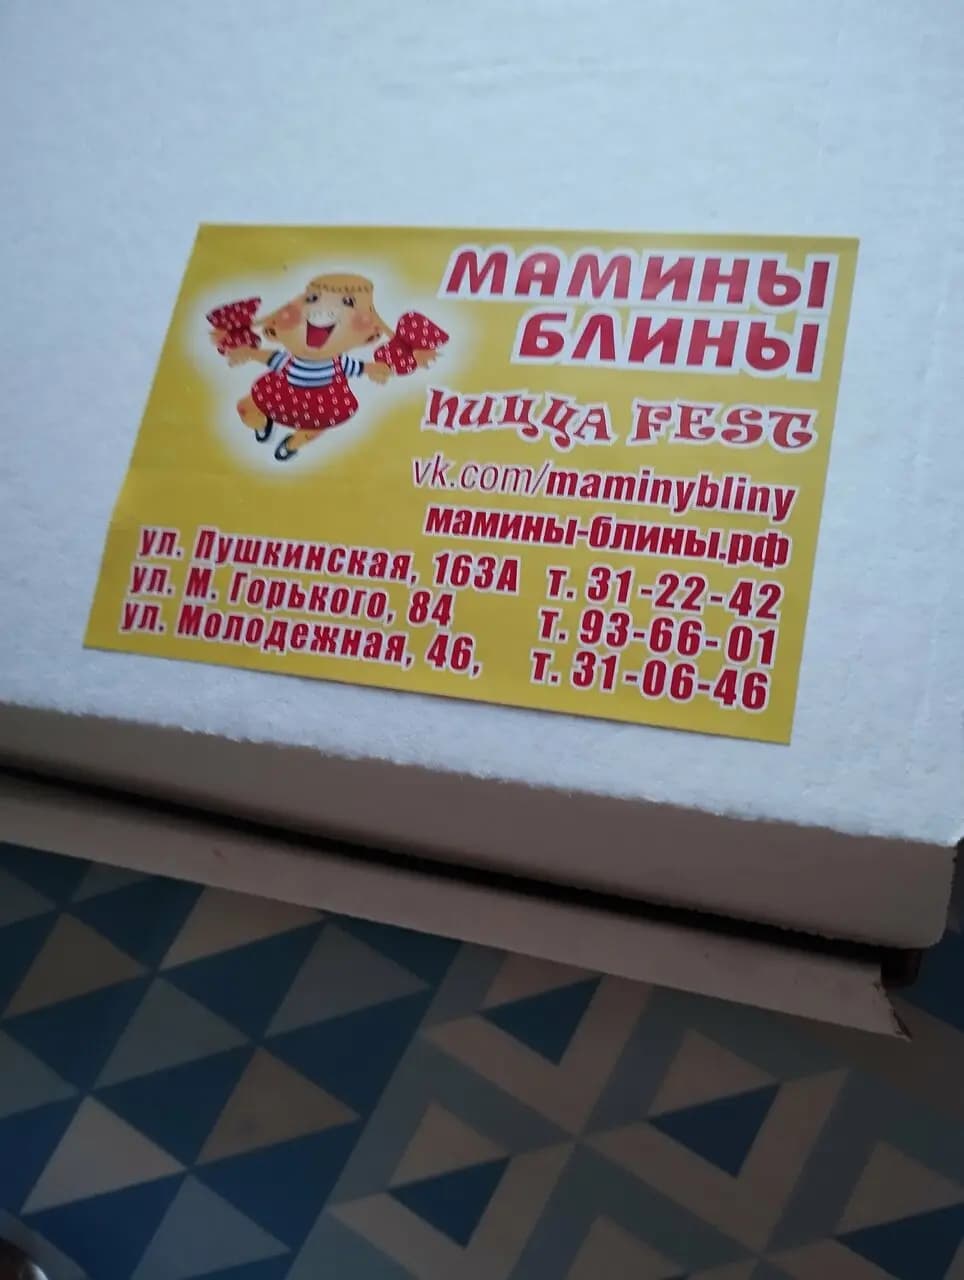 МАМИНЫ
БЛИНЫ
ПИЦЦА FEST
vk.com/maminybliny
мамины-блины.рф
ул. Пушкинская, 163А т. 31-22-42
ул. М. Горького, 84 т. 93-66-01
ул. Молодежная, 46, т. 31-06-46